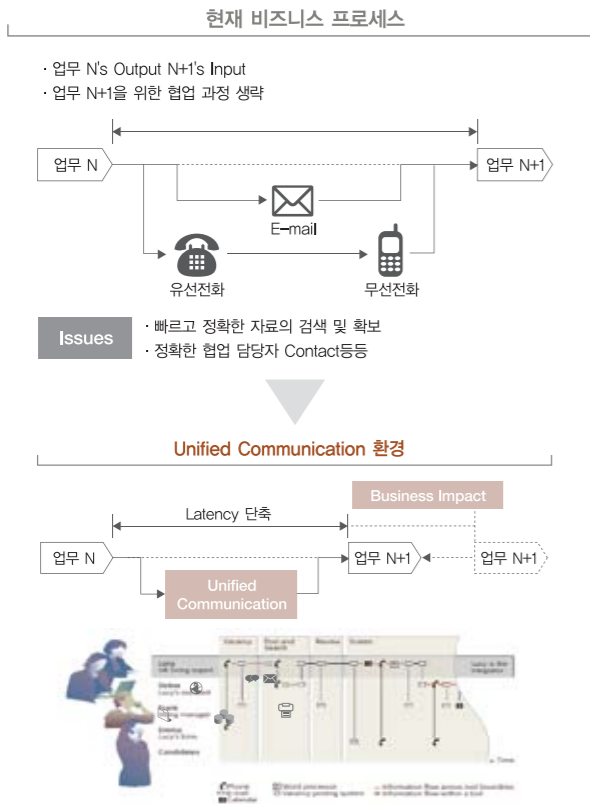 현재 비즈니스 프로세스
· 업무 N's Output N+1's Input
· 업무 N+1을 위한 협업 과정 생략
업무 N
업무 N+1
E-mail
유선전화
무선전화
Issues
· 빠르고 정확한 자료의 검색 및 확보
· 정확한 협업 담당자 Contact등등
Unified Communication 환경
Business Impact
Latency 단축
업무 N
업무 N+1
업무 N+1
Unified
Communication
Vacancy
Review
Screen
Candidates
Time
Phone
Word processor
Calendar